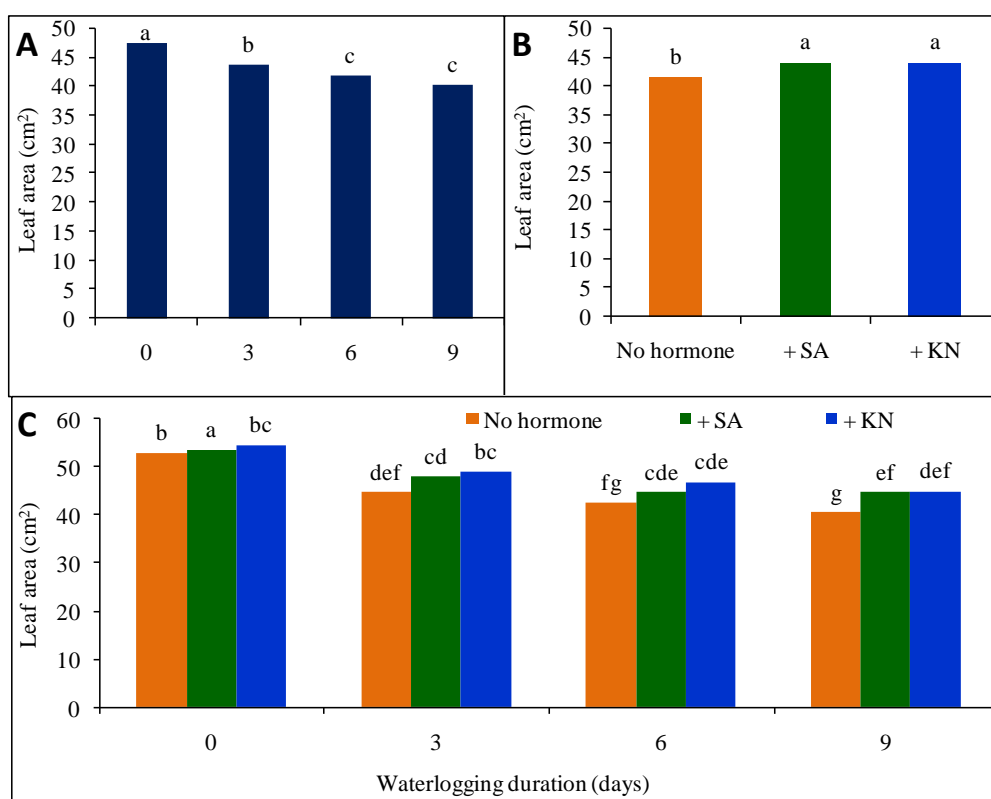 A
Leaf area (cm²)
50
45
40
35
30
25
20
15
10
5
0
a
b
c
c
0 3 6 9
B
Leaf area (cm²)
50
45
40
35
30
25
20
15
10
5
0
b
a
a
No hormone + SA + KN
C
No hormone + SA + KN
Leaf area (cm²)
60
50
40
30
20
10
0
b a bc
def cd bc
fg cde cde
g ef def
0 3 6 9
Waterlogging duration (days)